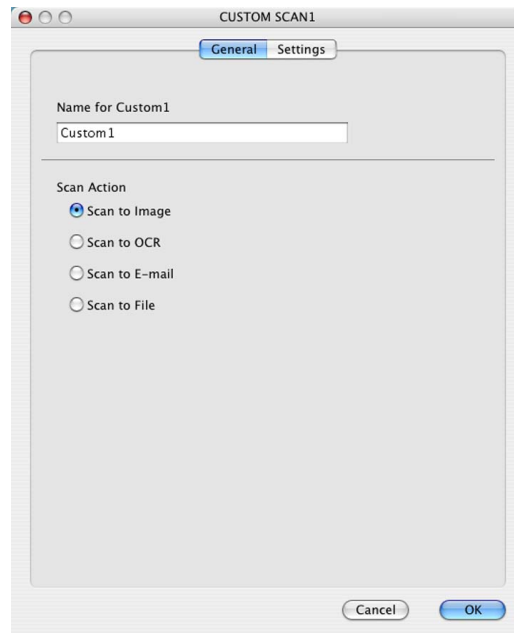 CUSTOM SCAN1
General Settings
Name for Custom1
Custom1
Scan Action
Scan to Image
Scan to OCR
Scan to E-mail
Scan to File
Cancel OK